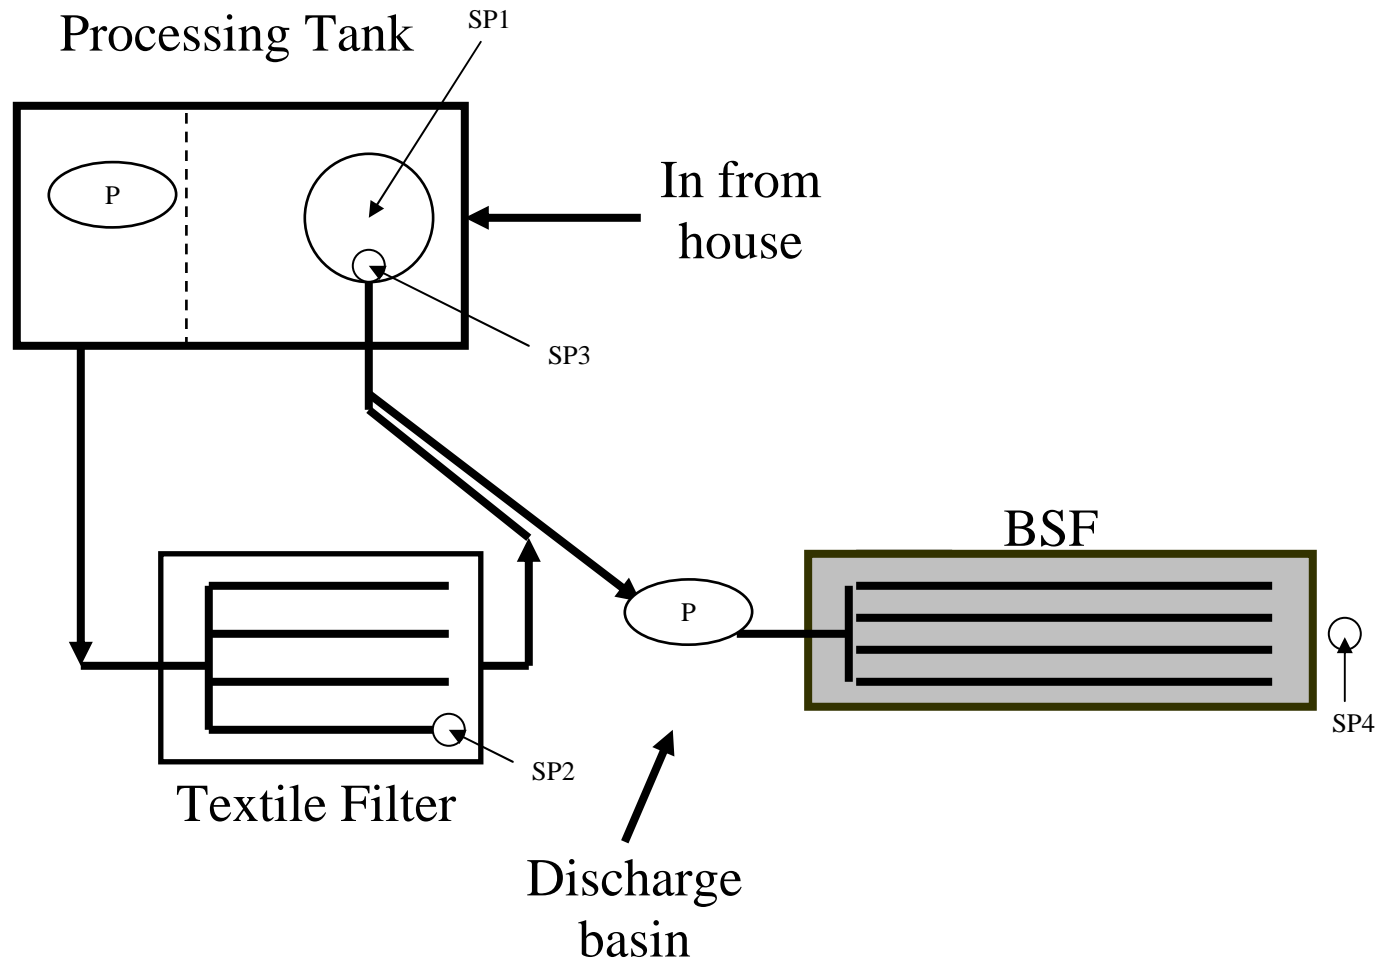 SP1
Processing Tank
P
In from
house
SP3
BSF
P
SP4
SP2
Textile Filter
Discharge
basin